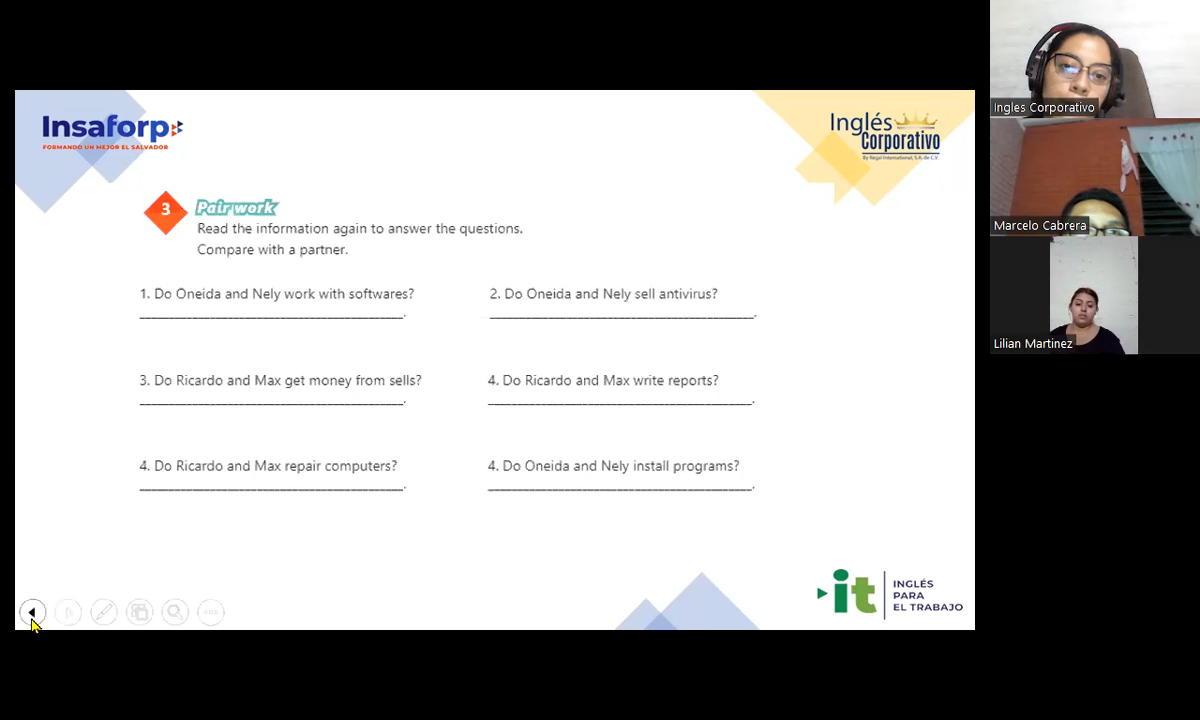 Insaforp
FORMANDO UN MEJOR EL SALVADOR
Inglés
Corporativo
By Regal International, S.A. de C.V.
3
Pair work
Read the information again to answer the questions.
Compare with a partner.
1. Do Oneida and Nely work with softwares?
2. Do Oneida and Nely sell antivirus?
3. Do Ricardo and Max get money from sells?
4. Do Ricardo and Max write reports?
4. Do Ricardo and Max repair computers?
4. Do Oneida and Nely install programs?
it
INGLÉS
PARA
EL TRABAJO
Ingles Corporativo
Marcelo Cabrera
Lilian Martinez